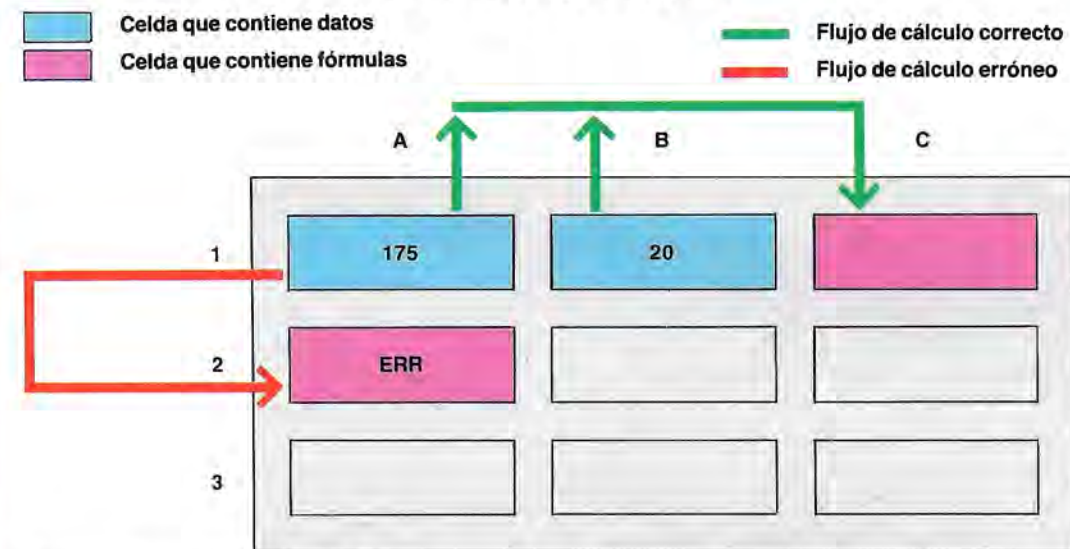 Celda que contiene datos
Celda que contiene fórmulas
Flujo de cálculo correcto
Flujo de cálculo erróneo
A B C
1 175 20
2 ERR
3